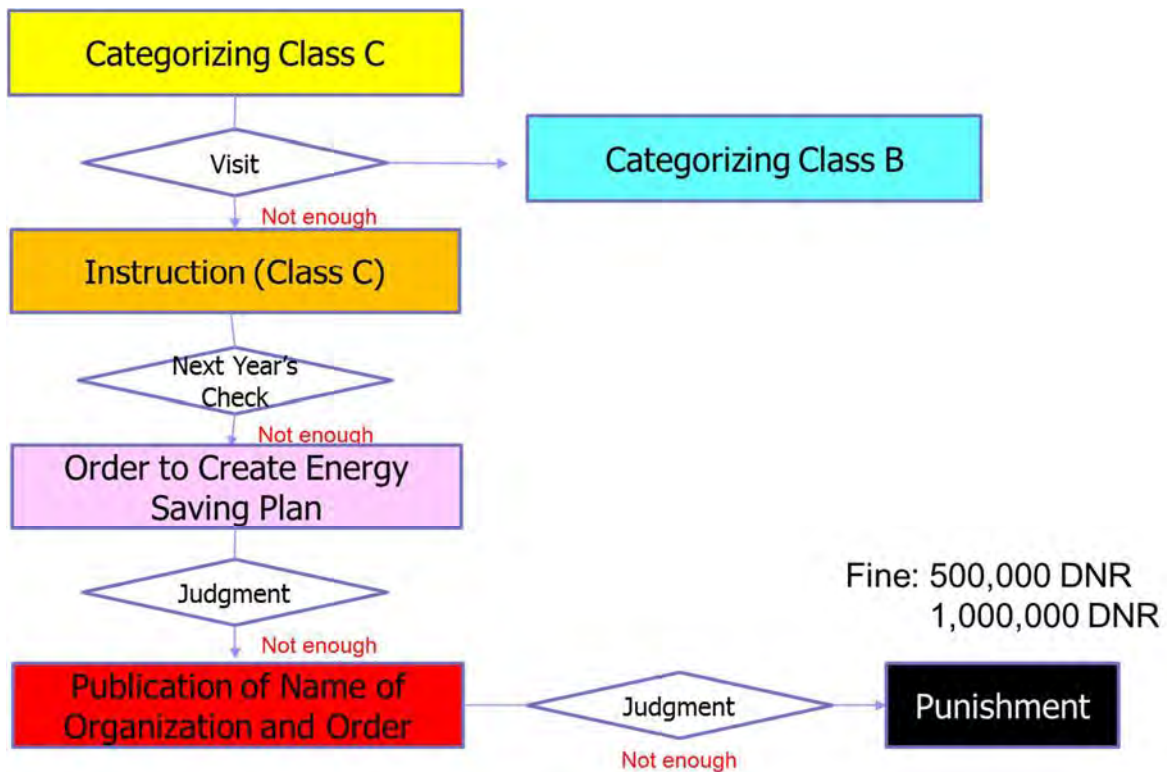 Categorizing Class C
Visit
Categorizing Class B
Not enough
Instruction (Class C)
Next Year's
Check
Not enough
Order to Create Energy
Saving Plan
Judgment
Not enough
Fine: 500,000 DNR
1,000,000 DNR
Publication of Name of
Organization and Order
Judgment
Punishment
Not enough